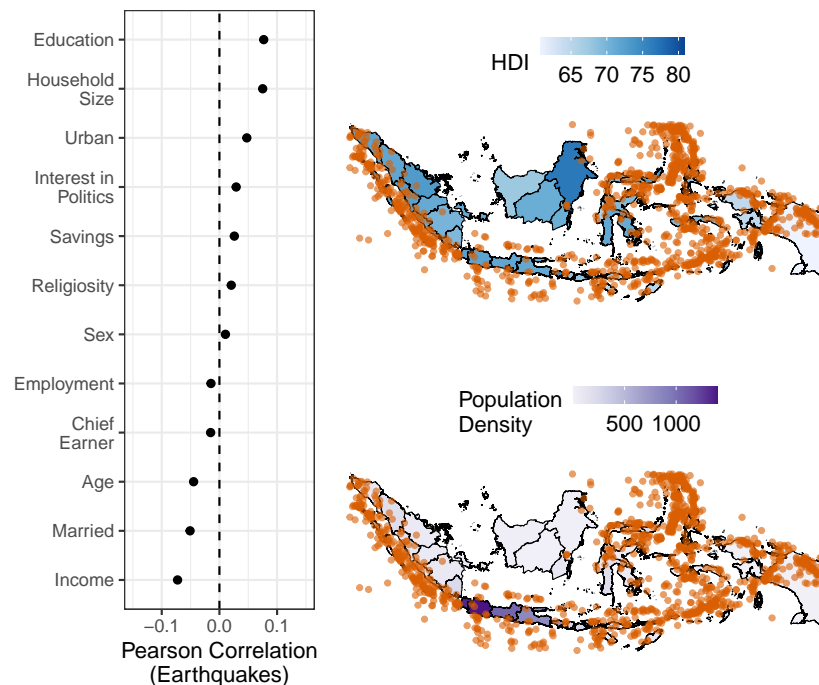 Education
Household
Size
Urban
Interest in
Politics
Savings
Religiosity
Sex
Employment
Chief
Earner
Age
Married
Income
−0.1 0.0 0.1
Pearson Correlation
(Earthquakes)
HDI
65 70 75 80
Population
Density
500 1000